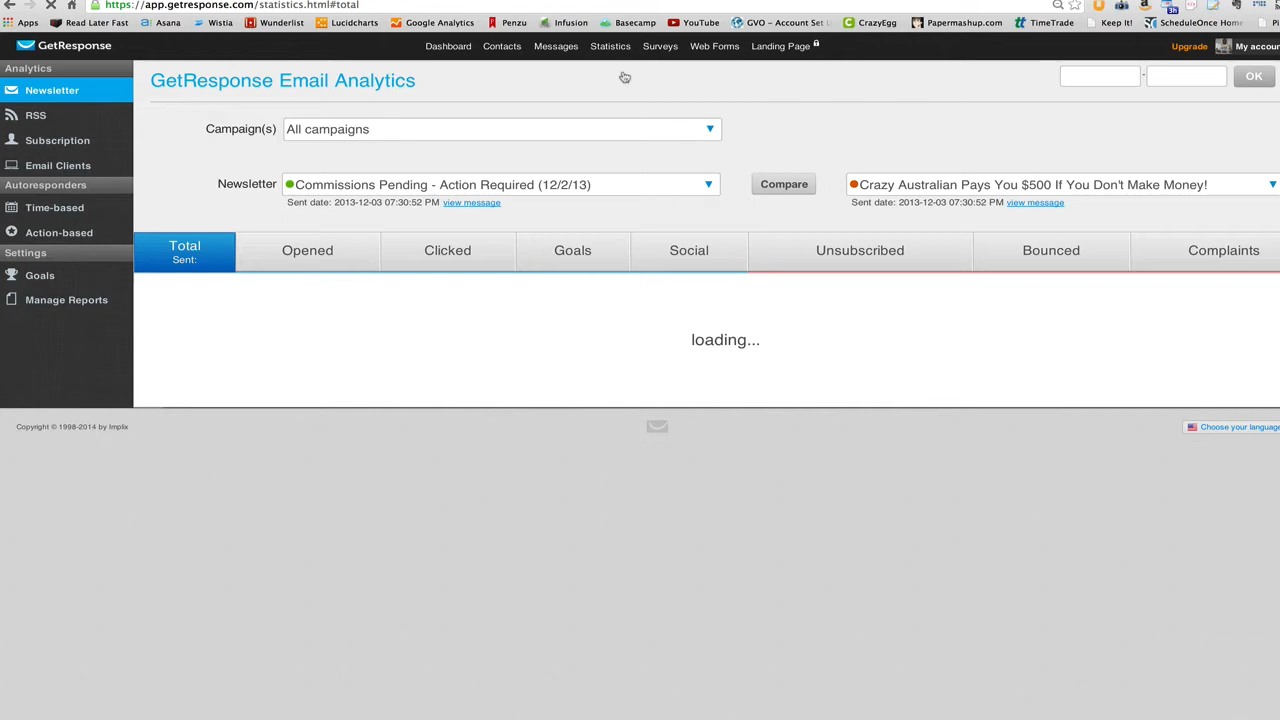 https://app.getresponse.com/statistics.html#total
Apps Read Later Fast Asana Wistia Wunderlist Lucidcharts Google Analytics Penzu Infusion Basecamp YouTube GVO - Account Set CrazyEgg Papermashup.com TimeTrade Keep It! ScheduleOnce Home
GetResponse Dashboard Contacts Messages Statistics Surveys Web Forms Landing Page Upgrade My accou
Analytics
Newsletter
RSS
Subscription
Email Clients
Autoresponders
Time-based
Action-based
Settings
Goals
Manage Reports
GetResponse Email Analytics - OK
Campaign(s) All campaigns
Newsletter Commissions Pending - Action Required (12/2/13) Compare Crazy Australian Pays You $500 If You Don't Make Money!
Sent date: 2013-12-03 07:30:52 PM view message Sent date: 2013-12-03 07:30:52 PM view message
Total Opened Clicked Goals Social Unsubscribed Bounced Complaints
Sent:
loading...
Copyright © 1998-2014 by Implix Choose your language